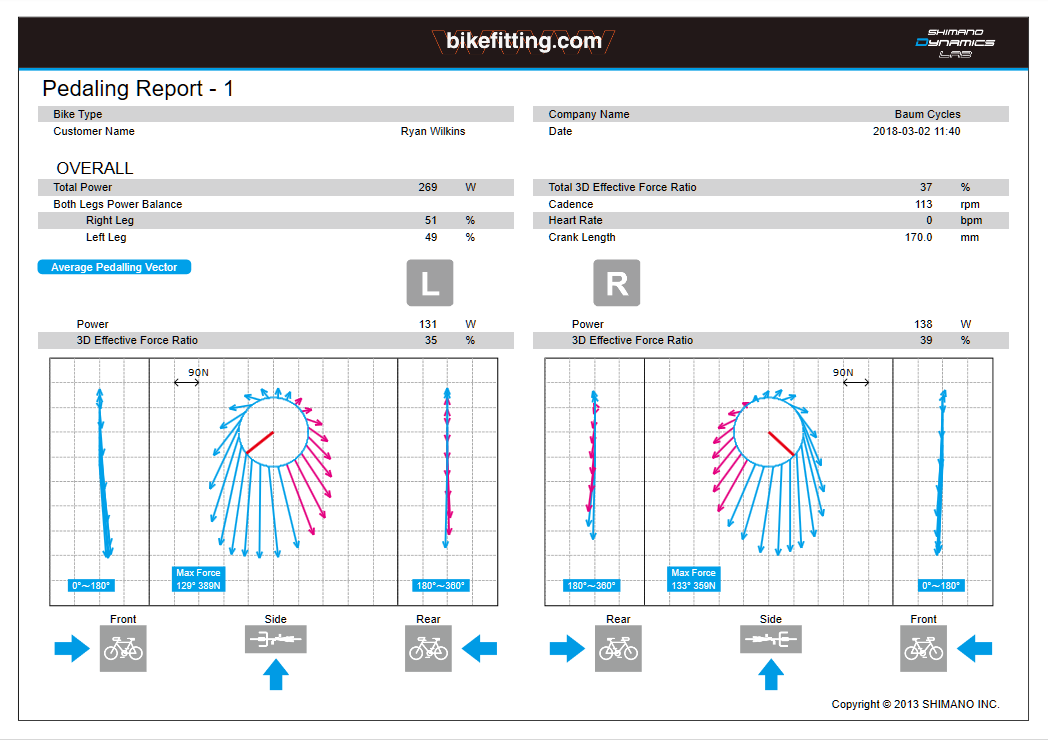 bikefitting.com
SHIMANO
DYNAMICS
LAB
Pedaling Report - 1
Bike Type
Company Name Baum Cycles
Customer Name Ryan Wilkins
Date 2018-03-02 11:40
OVERALL
Total Power 269 W
Total 3D Effective Force Ratio 37 %
Both Legs Power Balance
Cadence 113 rpm
Right Leg 51 %
Heart Rate 0 bpm
Left Leg 49 %
Crank Length 170.0 mm
Average Pedalling Vector
L
R
Power 131 W
Power 138 W
3D Effective Force Ratio 35 %
3D Effective Force Ratio 39 %
90N
90N
0°~180°
Max Force
129° 389N
180°~360°
180°~360°
Max Force
133° 359N
0°~180°
Front
Side
Rear
Rear
Side
Front
Copyright © 2013 SHIMANO INC.